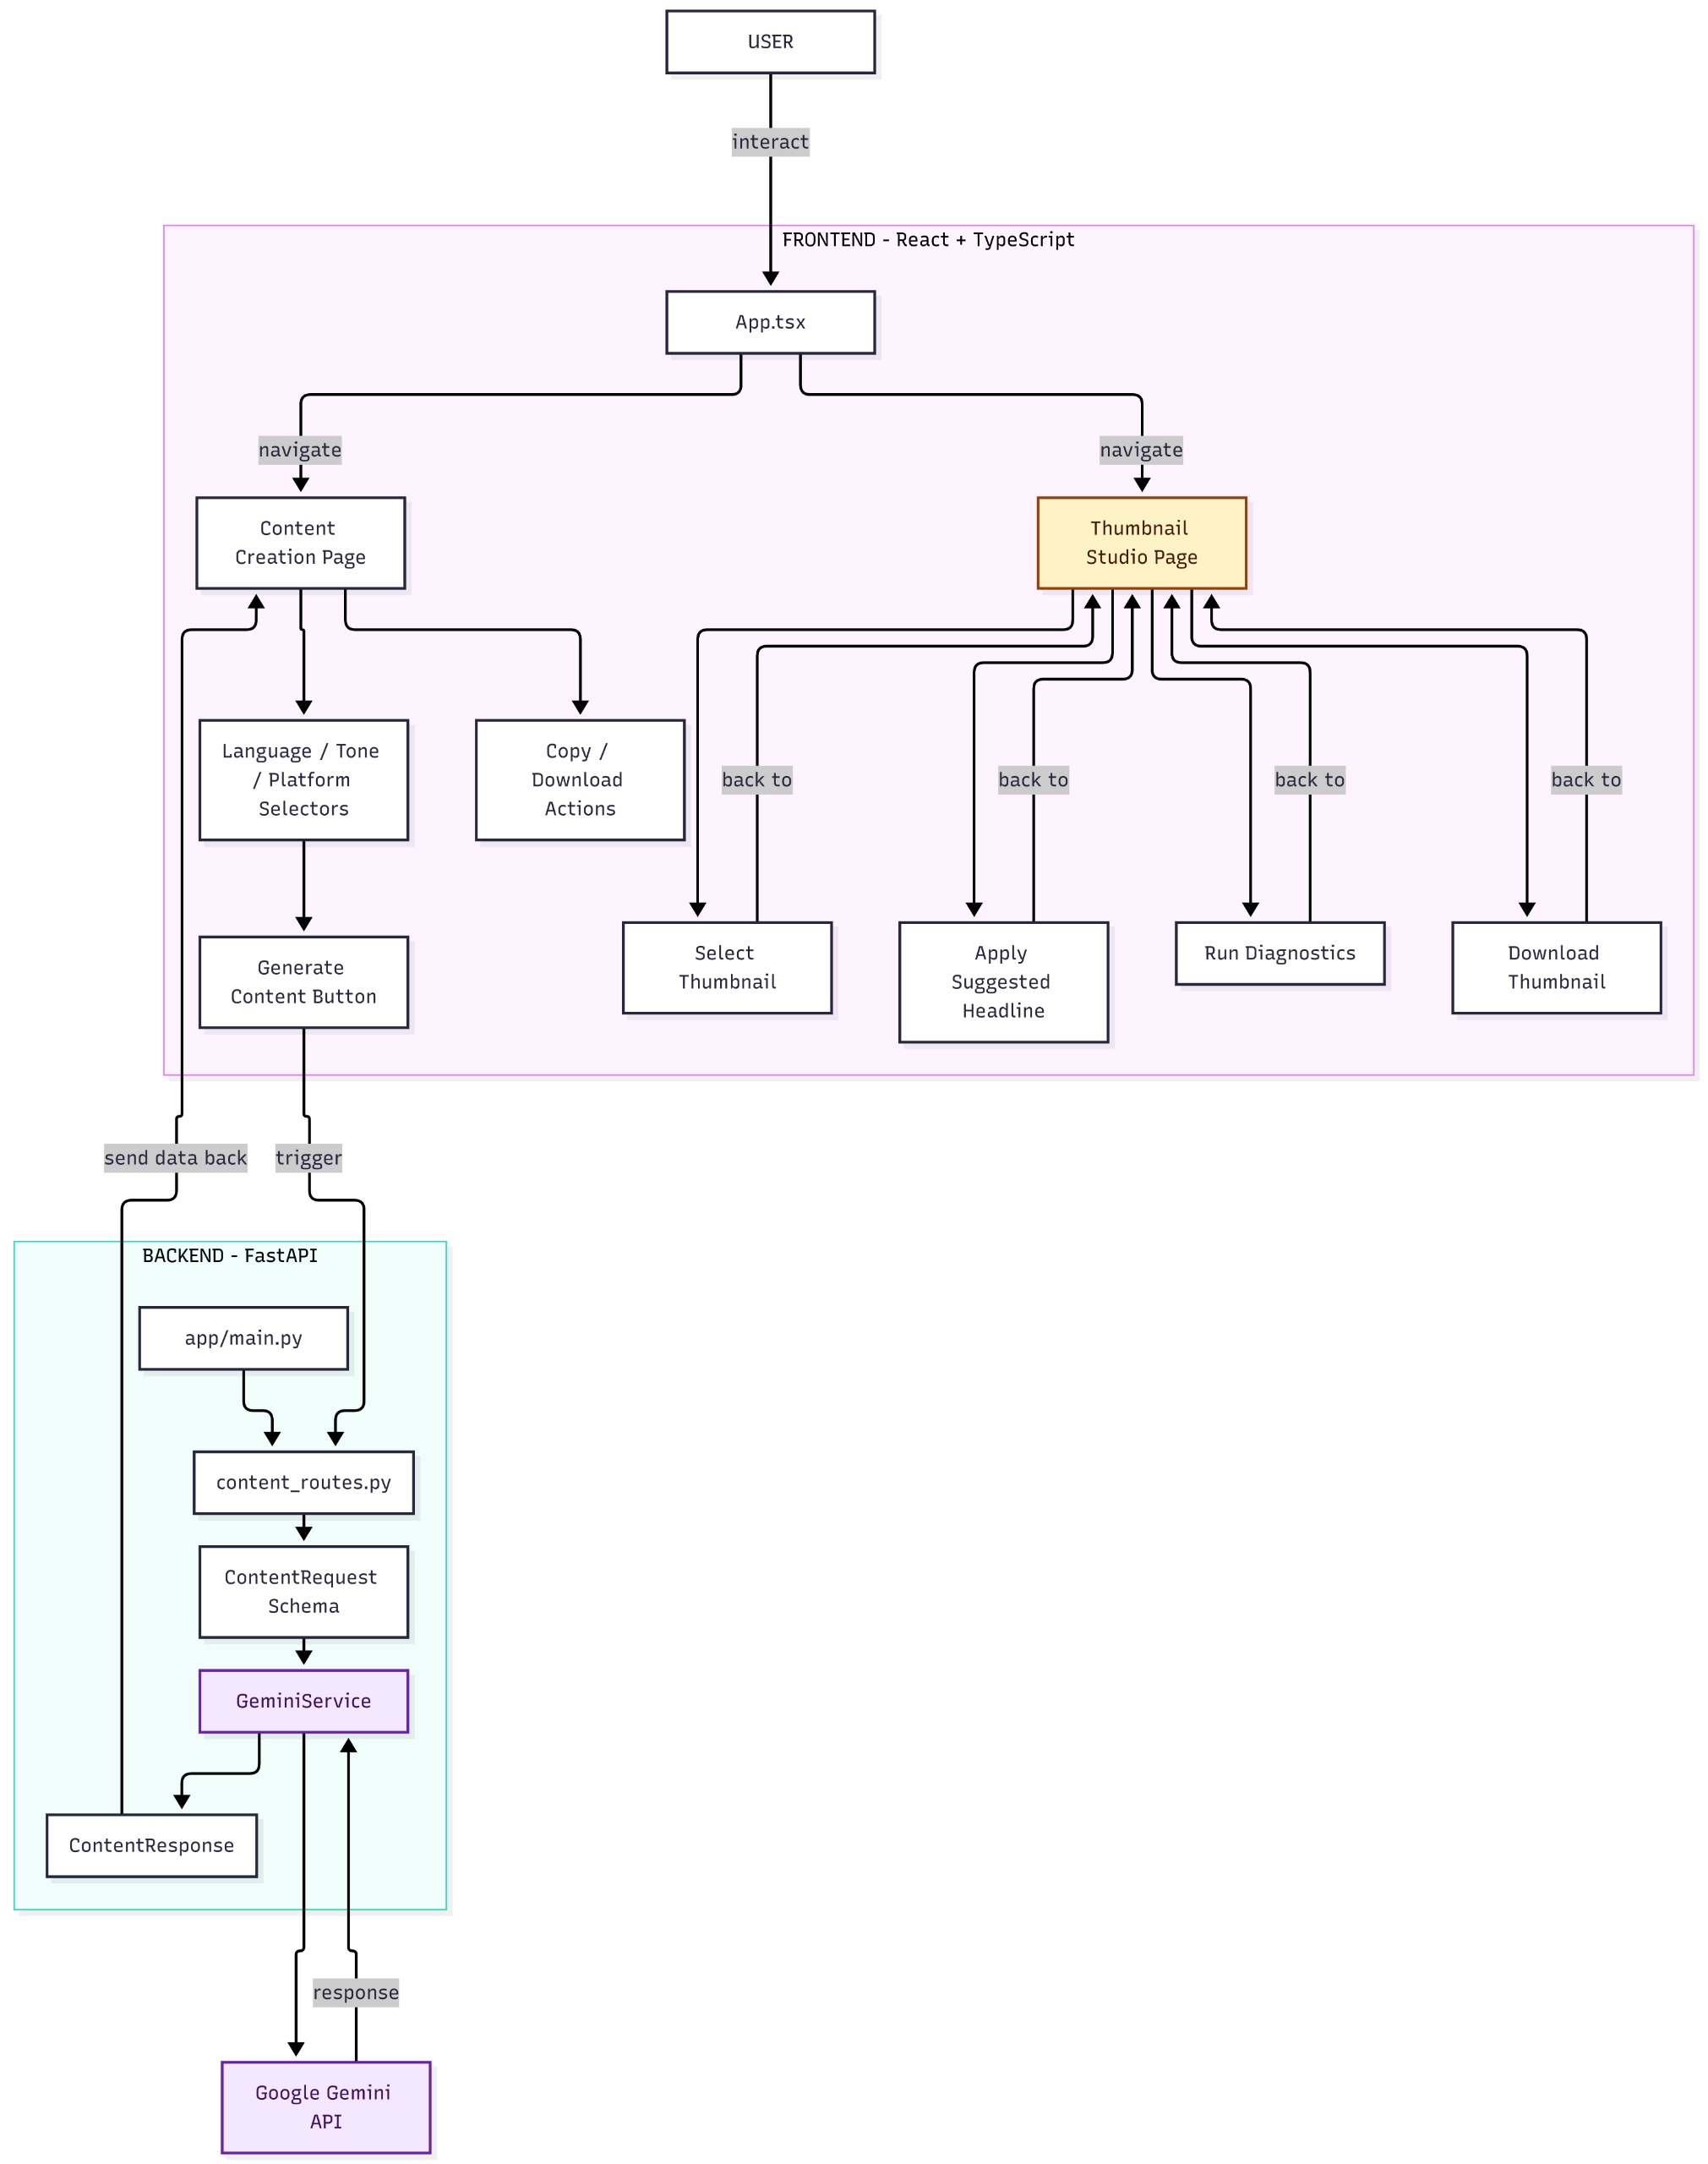 USER
interact
FRONTEND - React + TypeScript
App.tsx
navigate
navigate
Content
Creation Page
Thumbnail
Studio Page
Language / Tone
/ Platform
Selectors
Copy /
Download
Actions
back to
back to
back to
back to
Generate
Content Button
Select
Thumbnail
Apply
Suggested
Headline
Run Diagnostics
Download
Thumbnail
send data back
trigger
BACKEND - FastAPI
app/main.py
content_routes.py
ContentRequest
Schema
GeminiService
ContentResponse
response
Google Gemini
API